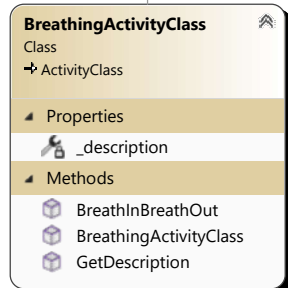 BreathingActivityClass
Class
ActivityClass
Properties
_description
Methods
BreathInBreathOut
BreathingActivityClass
GetDescription